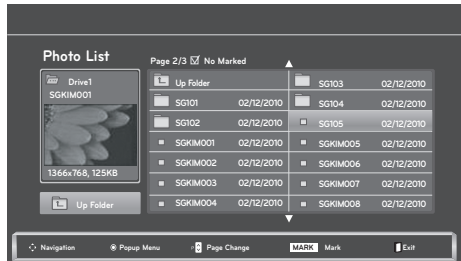 Photo List
Page 2/3 No Marked
Drive1
SGKIM001
1366x768, 125KB
Up Folder
Up Folder
SG101 02/12/2010
SG102 02/12/2010
SGKIM001 02/12/2010
SGKIM002 02/12/2010
SGKIM003 02/12/2010
SGKIM004 02/12/2010
SG103 02/12/2010
SG104 02/12/2010
SG105 02/12/2010
SGKIM005 02/12/2010
SGKIM006 02/12/2010
SGKIM007 02/12/2010
SGKIM008 02/12/2010
Navigation
Popup Menu
P Page Change
MARK Mark
Exit